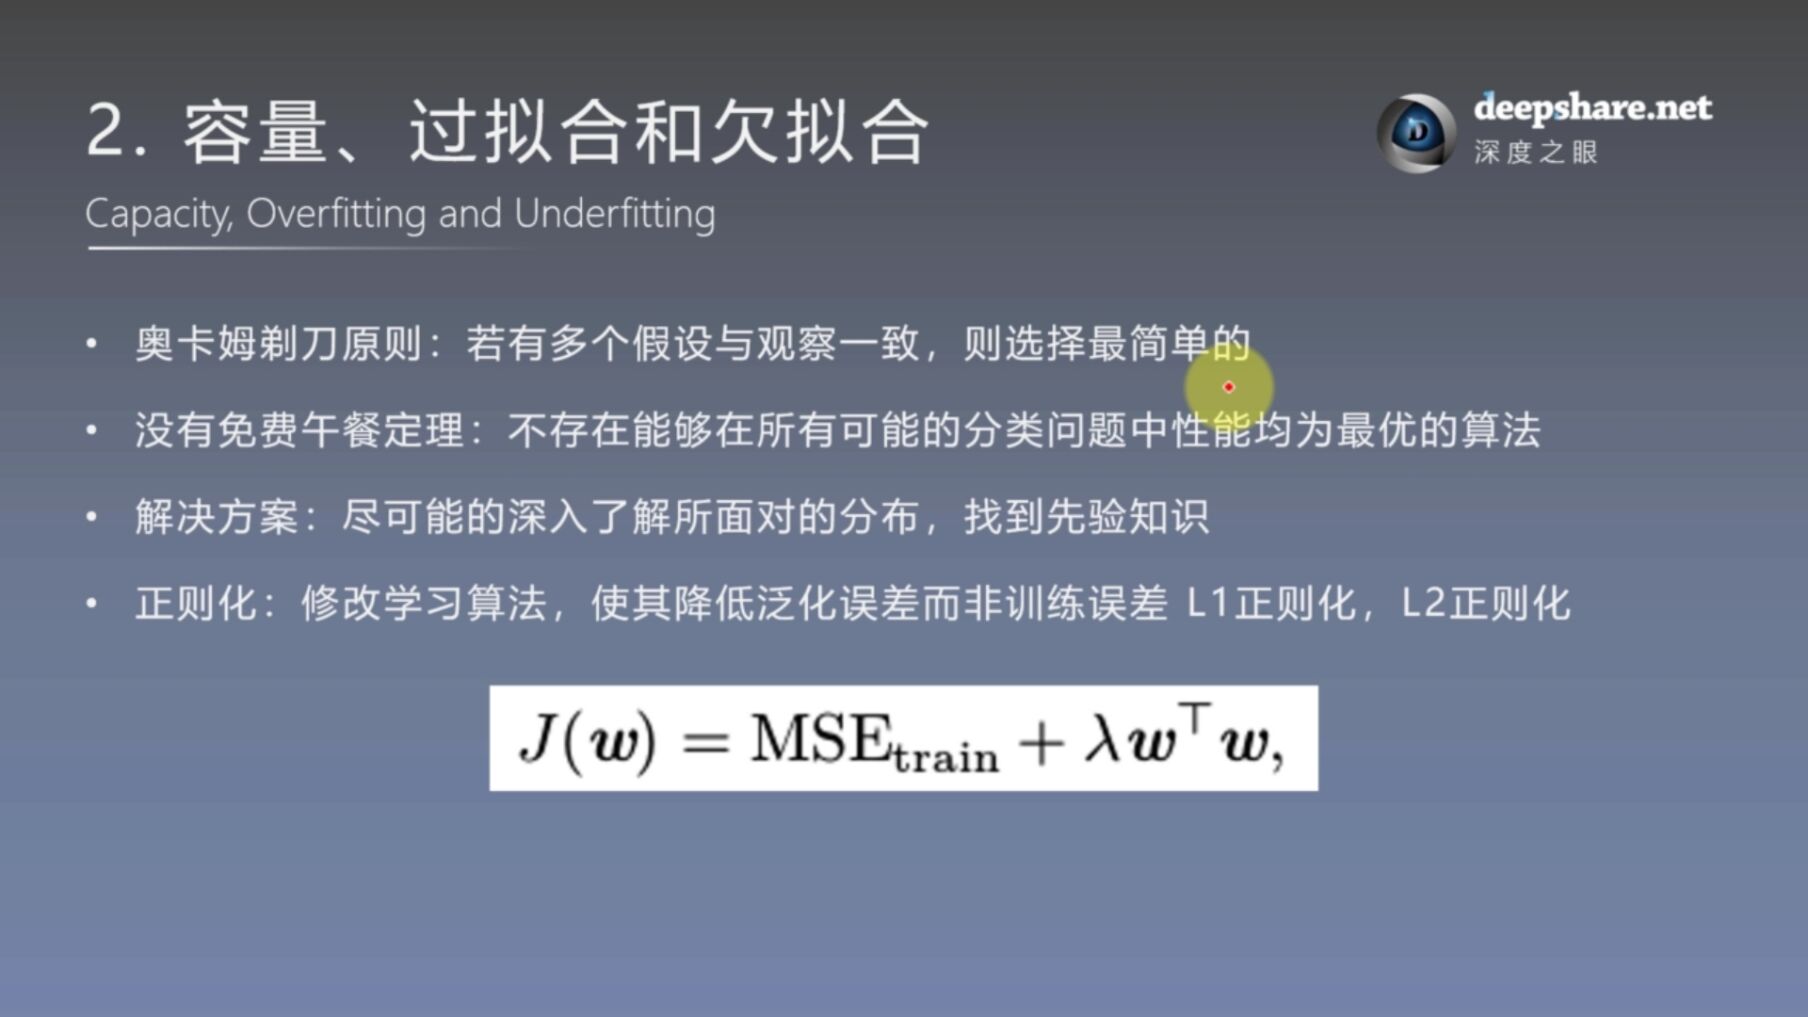 2. 容量、过拟合和欠拟合
deepshare.net
深度之眼
Capacity, Overfitting and Underfitting
• 奥卡姆剃刀原则：若有多个假设与观察一致，则选择最简单的
• 没有免费午餐定理：不存在能够在所有可能的分类问题中性能均为最优的算法
• 解决方案：尽可能的深入了解所面对的分布，找到先验知识
• 正则化：修改学习算法，使其降低泛化误差而非训练误差 L1正则化，L2正则化
J(w) = MSE_train + λw^⊤w,